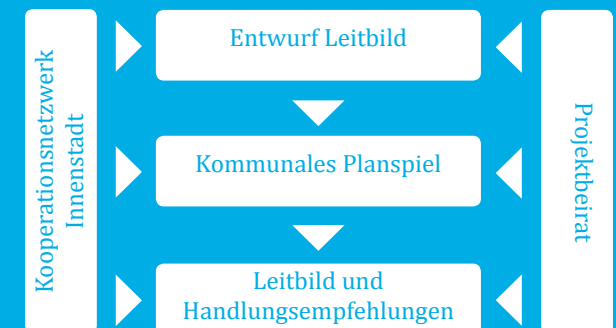 Kooperationsnetzwerk
Innenstadt
Entwurf Leitbild
Kommunales Planspiel
Leitbild und
Handlungsempfehlungen
Projektbeirat